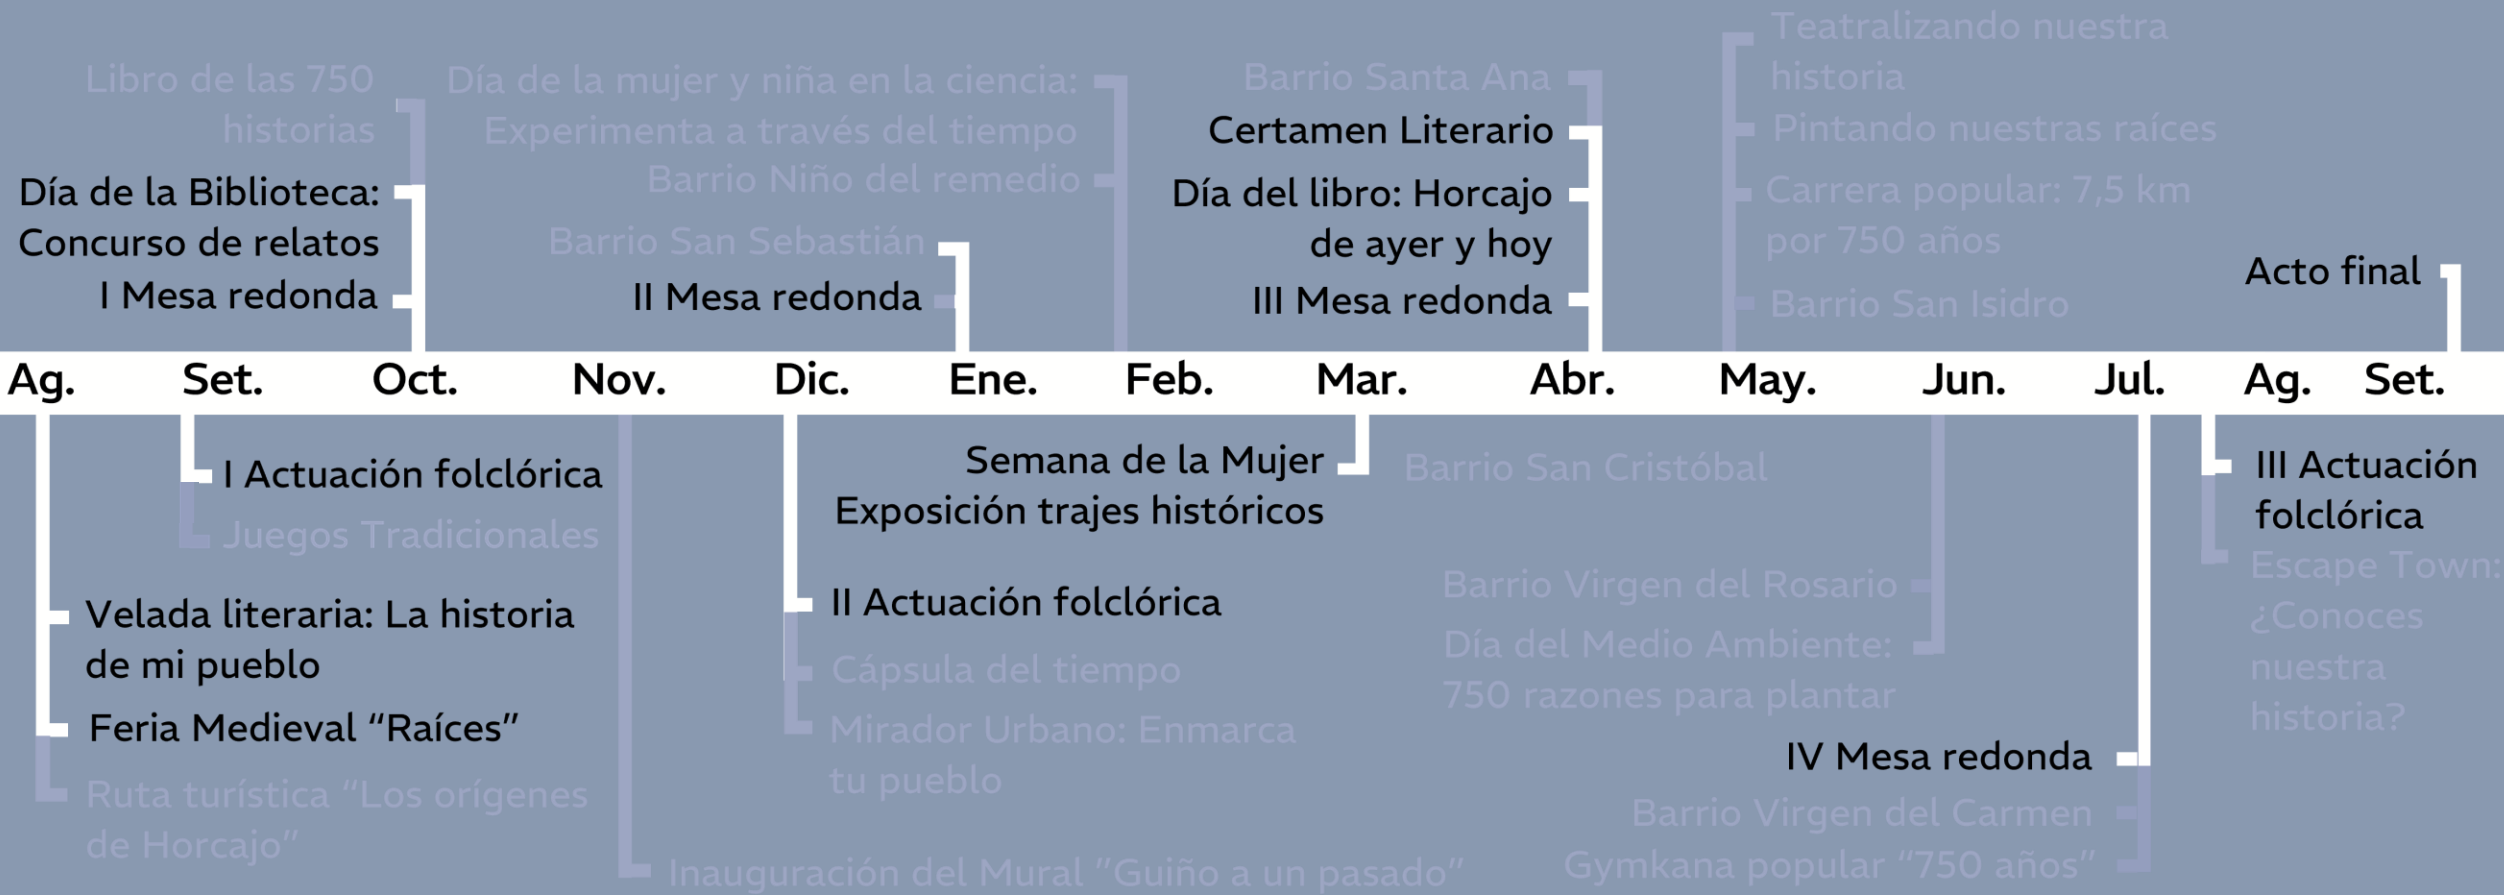 Libro de las 750
historias
Día de la Biblioteca:
Concurso de relatos
I Mesa redonda
Día de la mujer y niña en la ciencia:
Experimenta a través del tiempo
Barrio Niño del remedio
Barrio San Sebastián
II Mesa redonda
Barrio Santa Ana
Certamen Literario
Día del libro: Horcajo
de ayer y hoy
III Mesa redonda
Teatralizando nuestra
historia
Pintando nuestras raíces
Carrera popular: 7,5 km
por 750 años
Barrio San Isidro
Acto final
Ag. Set. Oct. Nov. Dic. Ene. Feb. Mar. Abr. May. Jun. Jul. Ag. Set.
I Actuación folclórica
Juegos Tradicionales
Velada literaria: La historia
de mi pueblo
Feria Medieval “Raíces”
Ruta turística “Los orígenes
de Horcajo”
Inauguración del Mural ”Guiño a un pasado“
Semana de la Mujer
Exposición trajes históricos
II Actuación folclórica
Cápsula del tiempo
Mirador Urbano: Enmarca
tu pueblo
Barrio San Cristóbal
Barrio Virgen del Rosario
Día del Medio Ambiente:
750 razones para plantar
IV Mesa redonda
Barrio Virgen del Carmen
Gymkana popular “750 años”
III Actuación
folclórica
Escape Town:
¿Conoces
nuestra
historia?